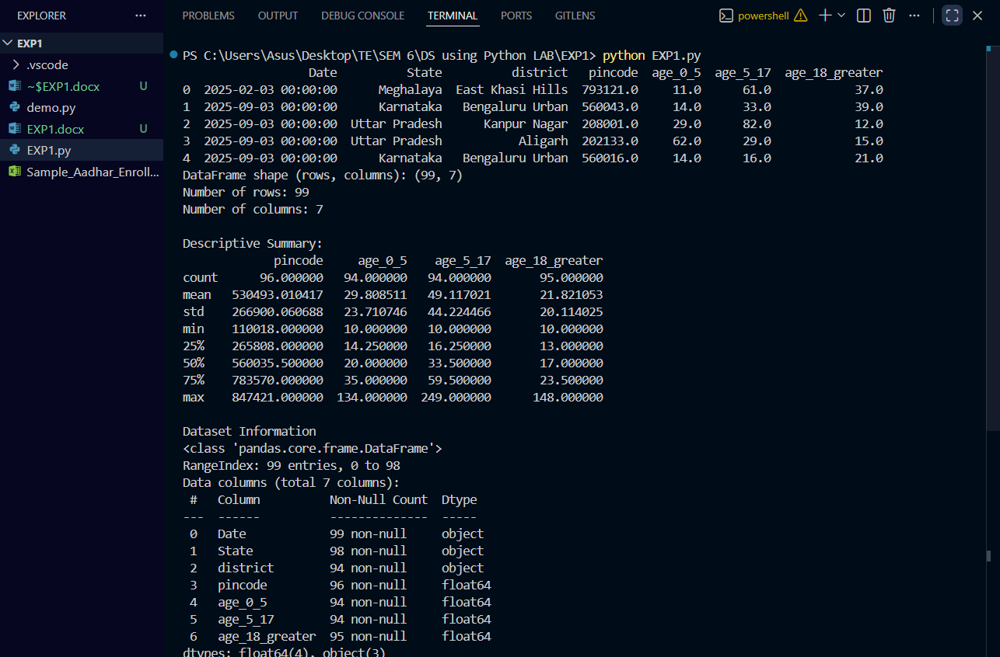 EXPLORER
EXP1
.vscode
~$EXP1.docx U
demo.py
EXP1.docx U
EXP1.py
Sample_Aadhar_Enroll...
PROBLEMS OUTPUT DEBUG CONSOLE TERMINAL PORTS GITLENS
powershell
PS C:\Users\Asus\Desktop\TE\SEM 6\DS using Python LAB\EXP1> python EXP1.py
Date State district pincode age_0_5 age_5_17 age_18_greater
0 2025-02-03 00:00:00 Meghalaya East Khasi Hills 793121.0 11.0 61.0 37.0
1 2025-09-03 00:00:00 Karnataka Bengaluru Urban 560043.0 14.0 33.0 39.0
2 2025-09-03 00:00:00 Uttar Pradesh Kanpur Nagar 208001.0 29.0 82.0 12.0
3 2025-09-03 00:00:00 Uttar Pradesh Aligarh 202133.0 62.0 29.0 15.0
4 2025-09-03 00:00:00 Karnataka Bengaluru Urban 560016.0 14.0 16.0 21.0
DataFrame shape (rows, columns): (99, 7)
Number of rows: 99
Number of columns: 7
Descriptive Summary:
pincode age_0_5 age_5_17 age_18_greater
count 96.000000 94.000000 94.000000 95.000000
mean 530493.010417 29.808511 49.117021 21.821053
std 266900.060688 23.710746 44.224466 20.114025
min 110018.000000 10.000000 10.000000 10.000000
25% 265808.000000 14.250000 16.250000 13.000000
50% 560035.500000 20.000000 33.500000 17.000000
75% 783570.000000 35.000000 59.500000 23.500000
max 847421.000000 134.000000 249.000000 148.000000
Dataset Information
<class 'pandas.core.frame.DataFrame'>
RangeIndex: 99 entries, 0 to 98
Data columns (total 7 columns):
# Column Non-Null Count Dtype
--- ------ -------------- -----
0 Date 99 non-null object
1 State 98 non-null object
2 district 94 non-null object
3 pincode 96 non-null float64
4 age_0_5 94 non-null float64
5 age_5_17 94 non-null float64
6 age_18_greater 95 non-null float64
dtypes: float64(4), object(3)